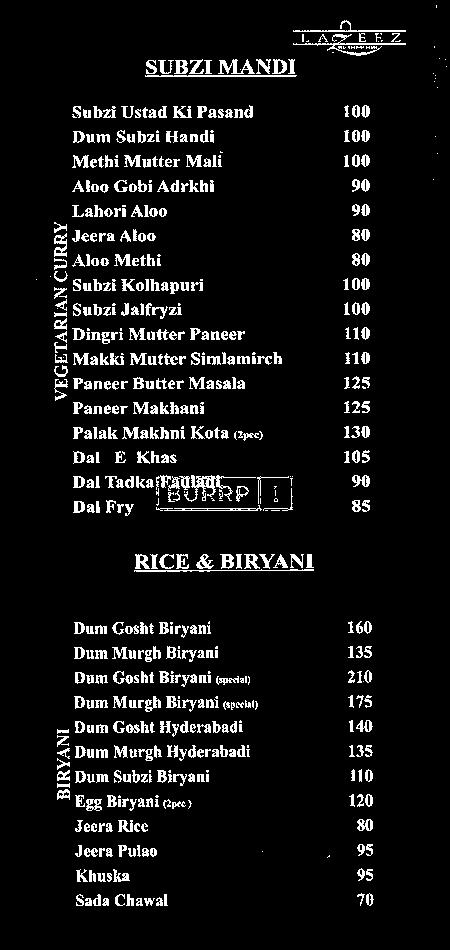 LAZEEZ
SUBZI MANDI
VEGETARIAN CURRY
Subzi Ustad Ki Pasand 100
Dum Subzi Handi 100
Methi Mutter Mali 100
Aloo Gobi Adrkhi 90
Lahori Aloo 90
Jeera Aloo 80
Aloo Methi 80
Subzi Kolhapuri 100
Subzi Jalfryzi 100
Dingri Mutter Paneer 110
Makki Mutter Simlamirch 110
Paneer Butter Masala 125
Paneer Makhani 125
Palak Makhni Kota (2pec) 130
Dal E Khas 105
Dal Tadka 90
BURRP!
Dal Fry 85
RICE & BIRYANI
BIRYANI
Dum Gosht Biryani 160
Dum Murgh Biryani 135
Dum Gosht Biryani (special) 210
Dum Murgh Biryani (special) 175
Dum Gosht Hyderabadi 140
Dum Murgh Hyderabadi 135
Dum Subzi Biryani 110
Egg Biryani (2pec) 120
Jeera Rice 80
Jeera Pulao 95
Khuska 95
Sada Chawal 70